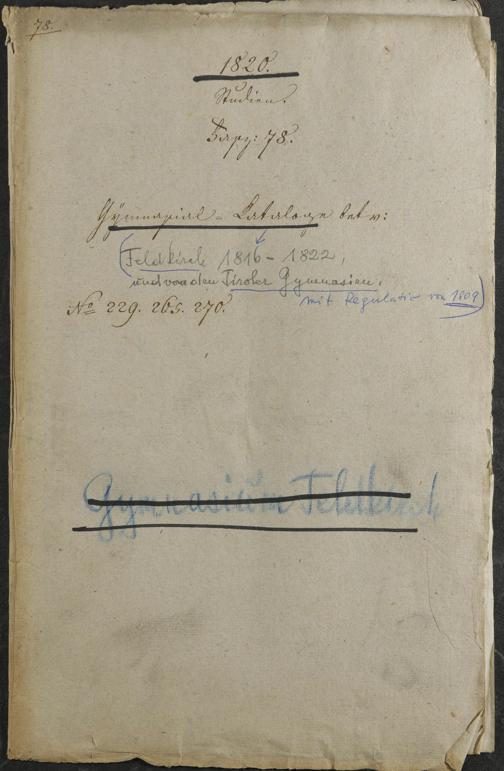 78.
1820.
Studien.
Fasz: 78.
Gymnasial-Cataloge betr:
(Feldkirch 1816-1822,
und von den Tiroler Gymnasien.
mit Regulativ von 1809)
No 229. 265. 270.
Gymnasium Feldkirch